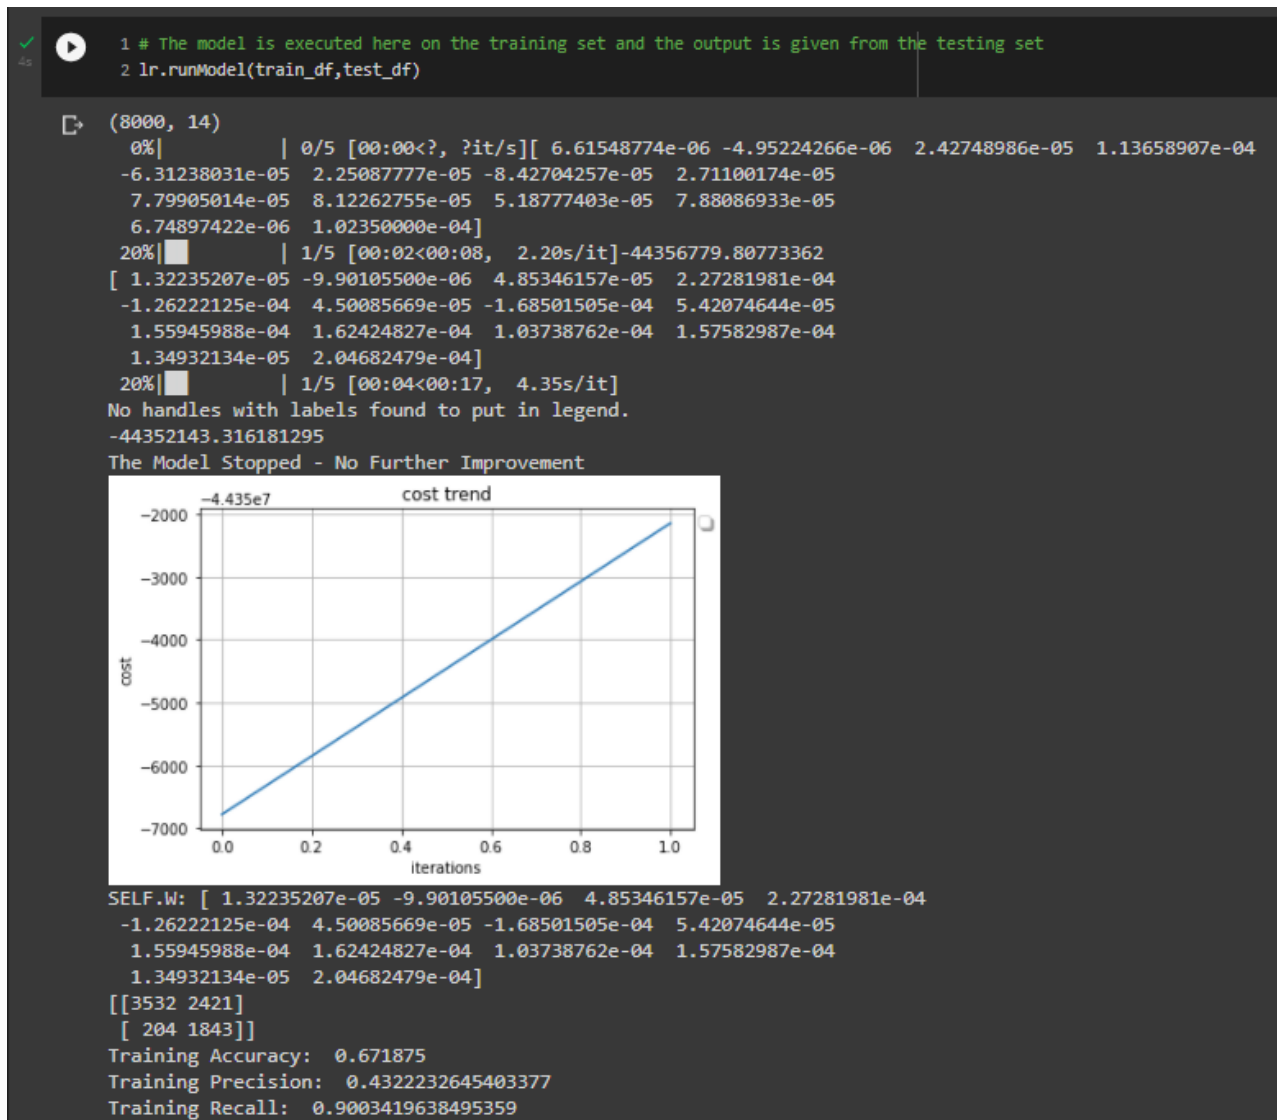 4s
1 # The model is executed here on the training set and the output is given from the testing set
2 lr.runModel(train_df,test_df)
(8000, 14)
0%| | 0/5 [00:00<?, ?it/s][ 6.61548774e-06 -4.95224266e-06 2.42748986e-05 1.13658907e-04
-6.31238031e-05 2.25087777e-05 -8.42704257e-05 2.71100174e-05
7.79905014e-05 8.12262755e-05 5.18777403e-05 7.88086933e-05
6.74897422e-06 1.02350000e-04]
20%|██ | 1/5 [00:02<00:08, 2.20s/it]-44356779.80773362
[ 1.32235207e-05 -9.90105500e-06 4.85346157e-05 2.27281981e-04
-1.26222125e-04 4.50085669e-05 -1.68501505e-04 5.42074644e-05
1.55945988e-04 1.62424827e-04 1.03738762e-04 1.57582987e-04
1.34932134e-05 2.04682479e-04]
20%|██ | 1/5 [00:04<00:17, 4.35s/it]
No handles with labels found to put in legend.
-44352143.316181295
The Model Stopped - No Further Improvement
−4.435e7 cost trend
−2000
−3000
−4000
−5000
−6000
−7000
cost
0.0 0.2 0.4 0.6 0.8 1.0
iterations
SELF.W: [ 1.32235207e-05 -9.90105500e-06 4.85346157e-05 2.27281981e-04
-1.26222125e-04 4.50085669e-05 -1.68501505e-04 5.42074644e-05
1.55945988e-04 1.62424827e-04 1.03738762e-04 1.57582987e-04
1.34932134e-05 2.04682479e-04]
[[3532 2421]
[ 204 1843]]
Training Accuracy: 0.671875
Training Precision: 0.4322232645403377
Training Recall: 0.9003419638495359